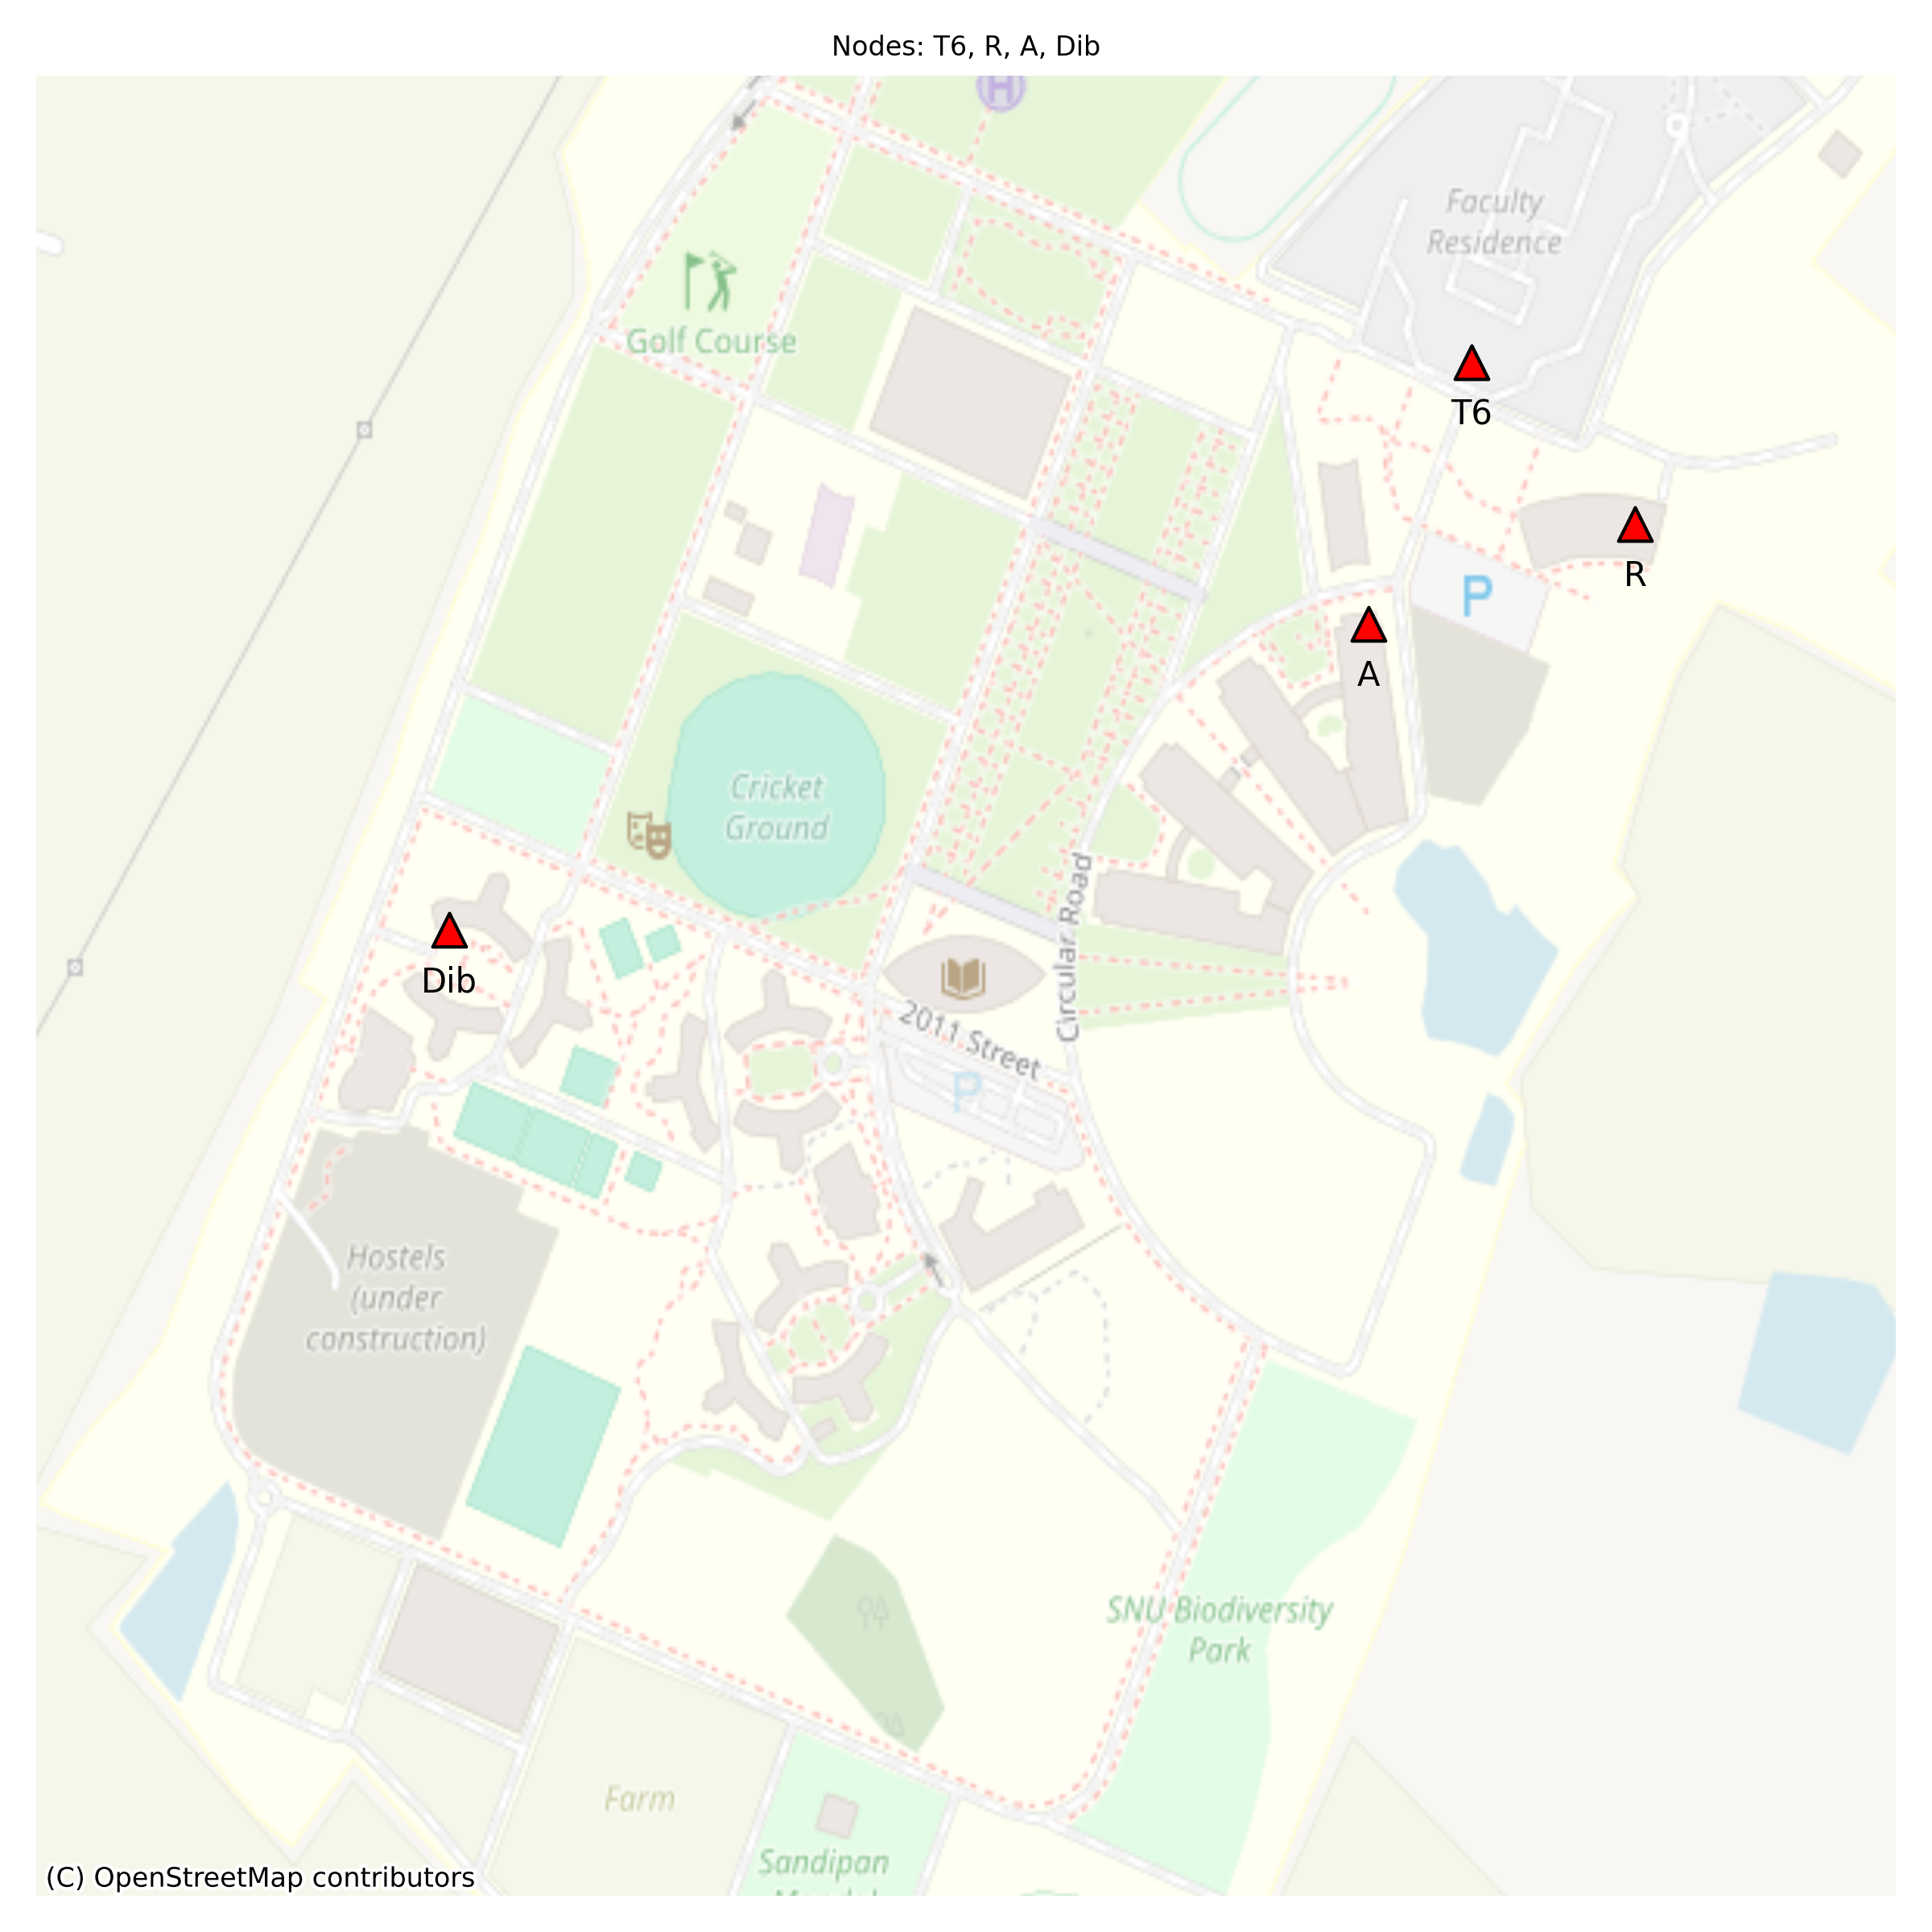 Nodes: T6, R, A, Dib
H
Faculty
Residence
Golf Course
T6
R
P
A
Cricket
Ground
Circular Road
Dib
2011 Street
P
Hostels
(under
construction)
SNU Biodiversity
Park
Farm
Sandipan
(C) OpenStreetMap contributors